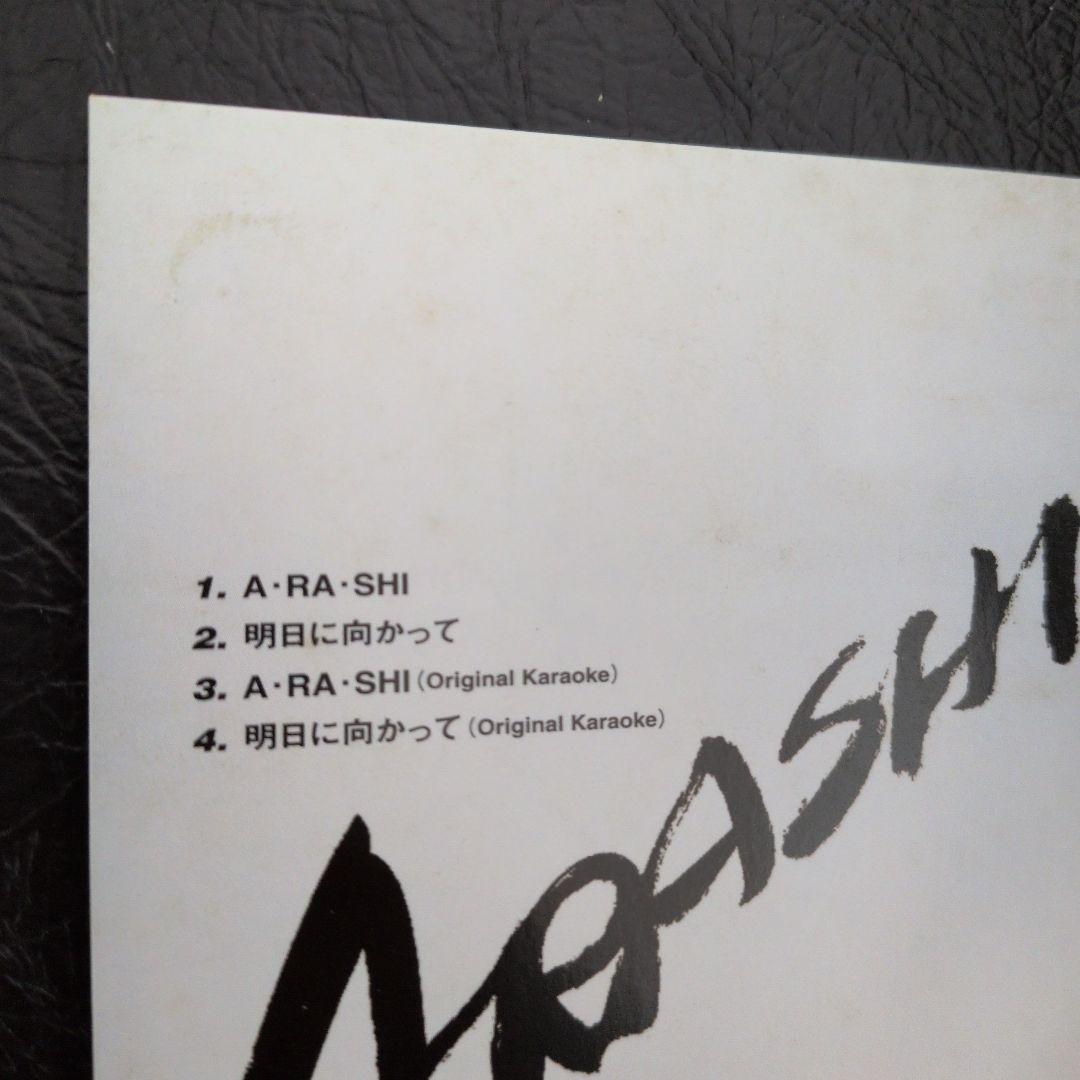 1. A・RA・SHI
2. 明日に向かって
3. A・RA・SHI (Original Karaoke)
4. 明日に向かって (Original Karaoke)
ARASHI